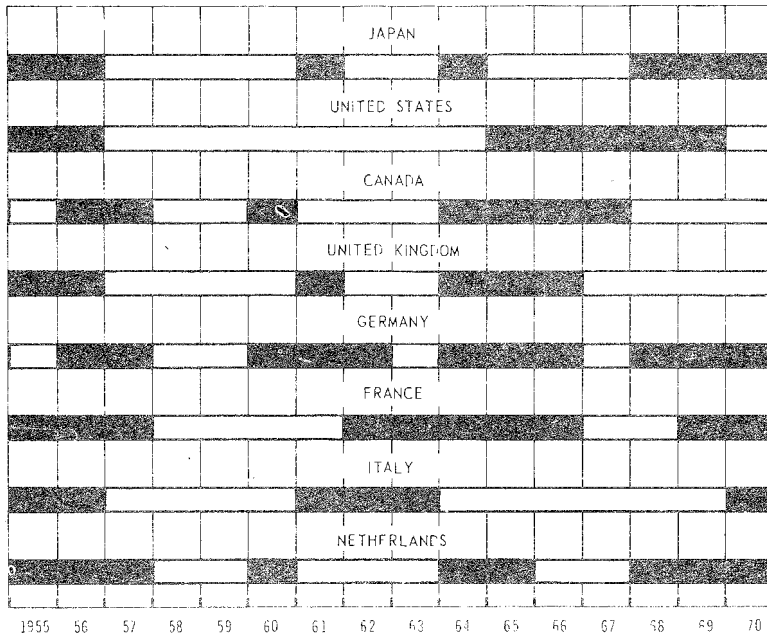 JAPAN
UNITED STATES
CANADA
UNITED KINGDOM
GERMANY
FRANCE
ITALY
NETHERLANDS
1955 56 57 58 59 60 61 62 63 64 65 66 67 68 69 70